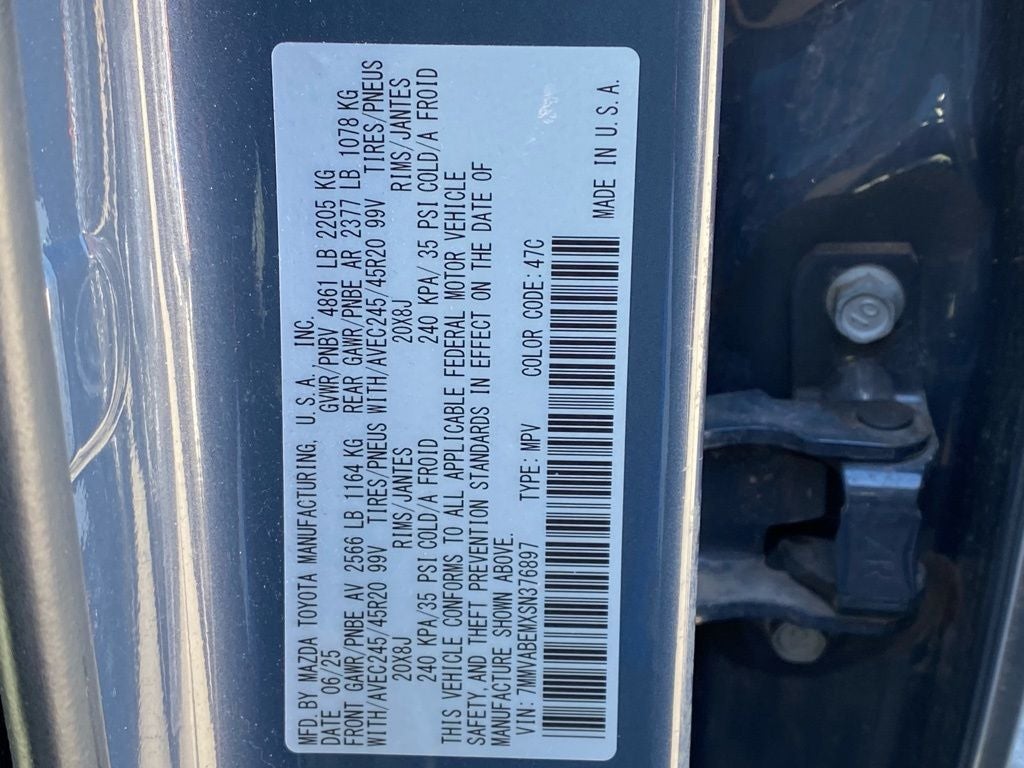 MFD.BY MAZDA TOYOTA MANUFACTURING, U.S.A, INC.
DATE 06/25 GVWR/PNBV 4861 LB 2205 KG
FRONT GAWR/PNBE AV 2566 LB 1164 KG REAR GAWR/PNBE AR 2377 LB 1078 KG
WITH/AVEC245/45R20 99V TIRES/PNEUS WITH/AVEC245/45R20 99V TIRES/PNEUS
20X8J RIMS/JANTES 20X8J RIMS/JANTES
240 KPA/35 PSI COLD/A FROID 240 KPA/ 35 PSI COLD/A FROID
THIS VEHICLE CONFORMS TO ALL APPLICABLE FEDERAL MOTOR VEHICLE
SAFETY, AND THEFT PREVENTION STANDARDS IN EFFECT ON THE DATE OF
MANUFACTURE SHOWN ABOVE.
VIN: 7MMVABEMXSN376897 TYPE: MPV COLOR CODE: 47C
MADE IN U.S.A.